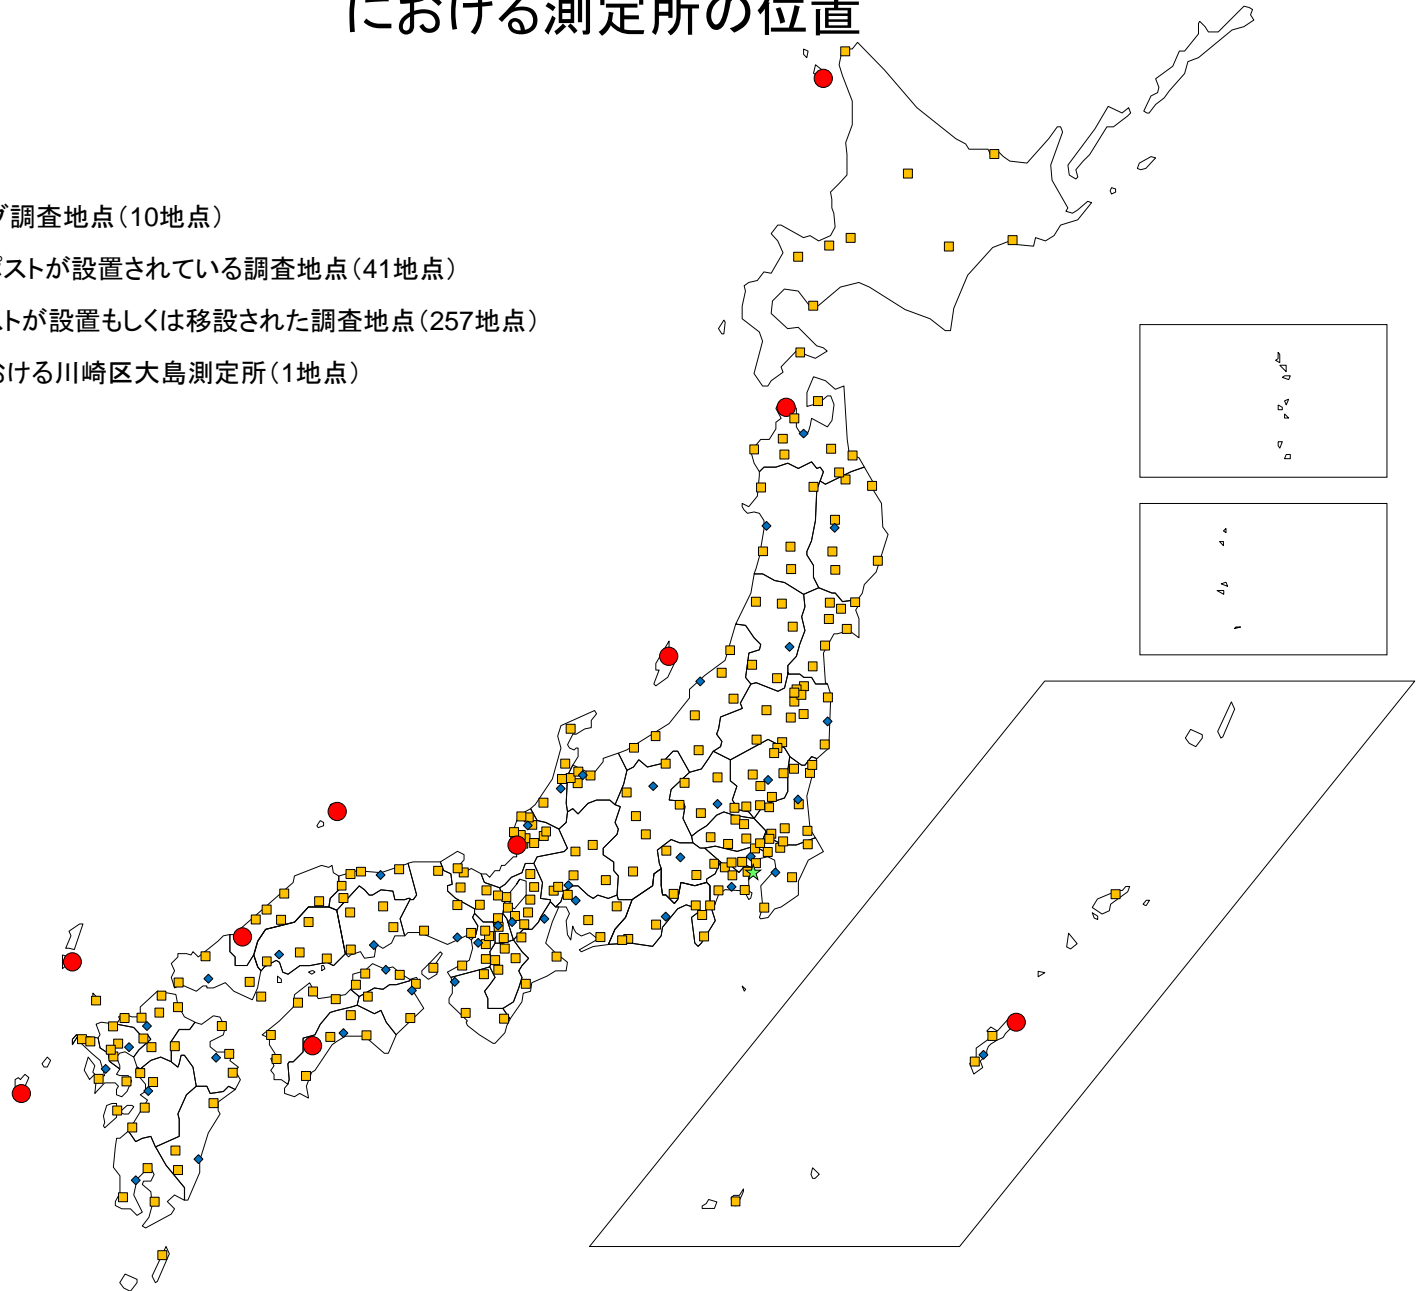 における測定所の位置
ブ調査地点（10地点）
ポストが設置されている調査地点（41地点）
ストが設置もしくは移設された調査地点（257地点）
おける川崎区大島測定所（1地点）